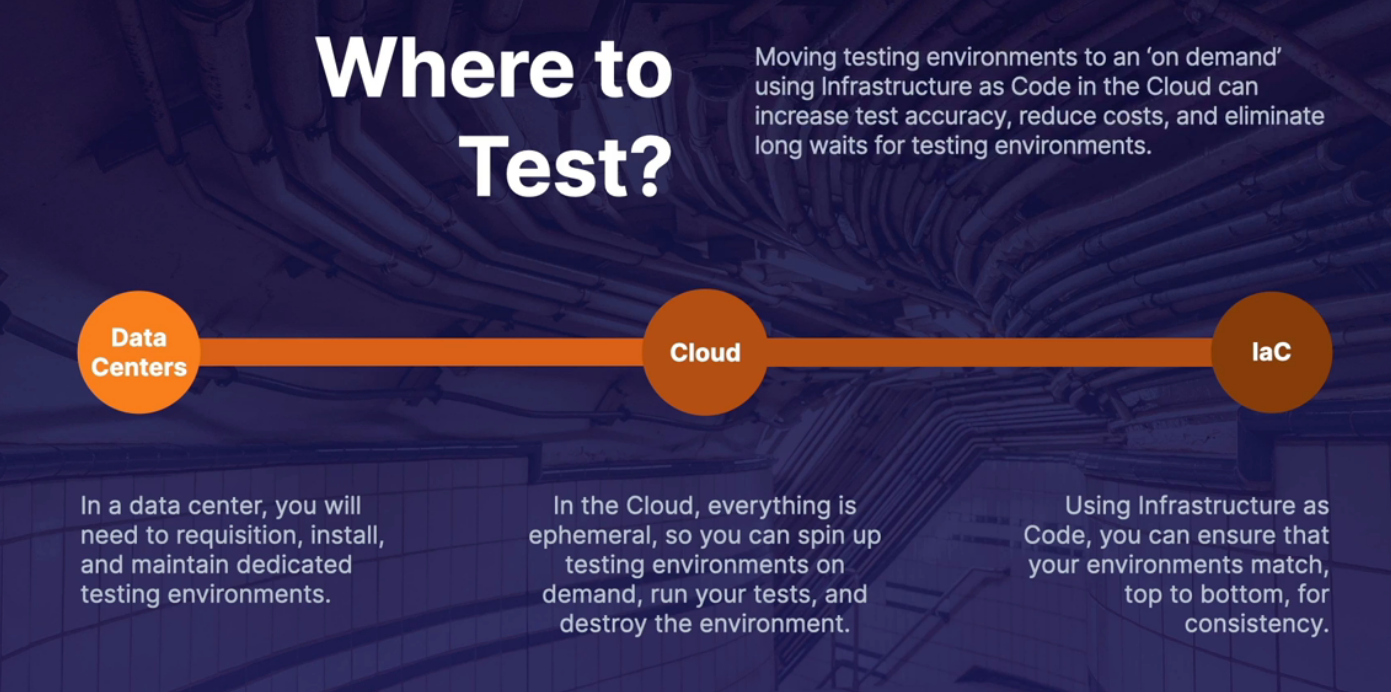 Where to
Test?
Moving testing environments to an ‘on demand’
using Infrastructure as Code in the Cloud can
increase test accuracy, reduce costs, and eliminate
long waits for testing environments.
Data
Centers
Cloud
IaC
In a data center, you will
need to requisition, install,
and maintain dedicated
testing environments.
In the Cloud, everything is
ephemeral, so you can spin up
testing environments on
demand, run your tests, and
destroy the environment.
Using Infrastructure as
Code, you can ensure that
your environments match,
top to bottom, for
consistency.